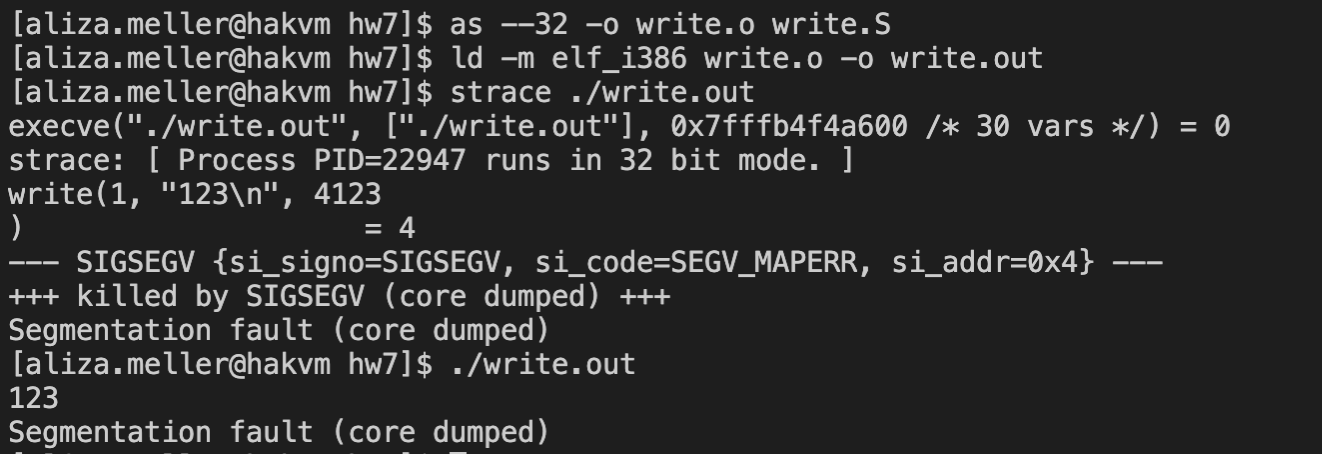 [aliza.meller@hakvm hw7]$ as --32 -o write.o write.S
[aliza.meller@hakvm hw7]$ ld -m elf_i386 write.o -o write.out
[aliza.meller@hakvm hw7]$ strace ./write.out
execve("./write.out", ["./write.out"], 0x7fffb4f4a600 /* 30 vars */) = 0
strace: [ Process PID=22947 runs in 32 bit mode. ]
write(1, "123\n", 4123
)                     = 4
--- SIGSEGV {si_signo=SIGSEGV, si_code=SEGV_MAPERR, si_addr=0x4} ---
+++ killed by SIGSEGV (core dumped) +++
Segmentation fault (core dumped)
[aliza.meller@hakvm hw7]$ ./write.out
123
Segmentation fault (core dumped)